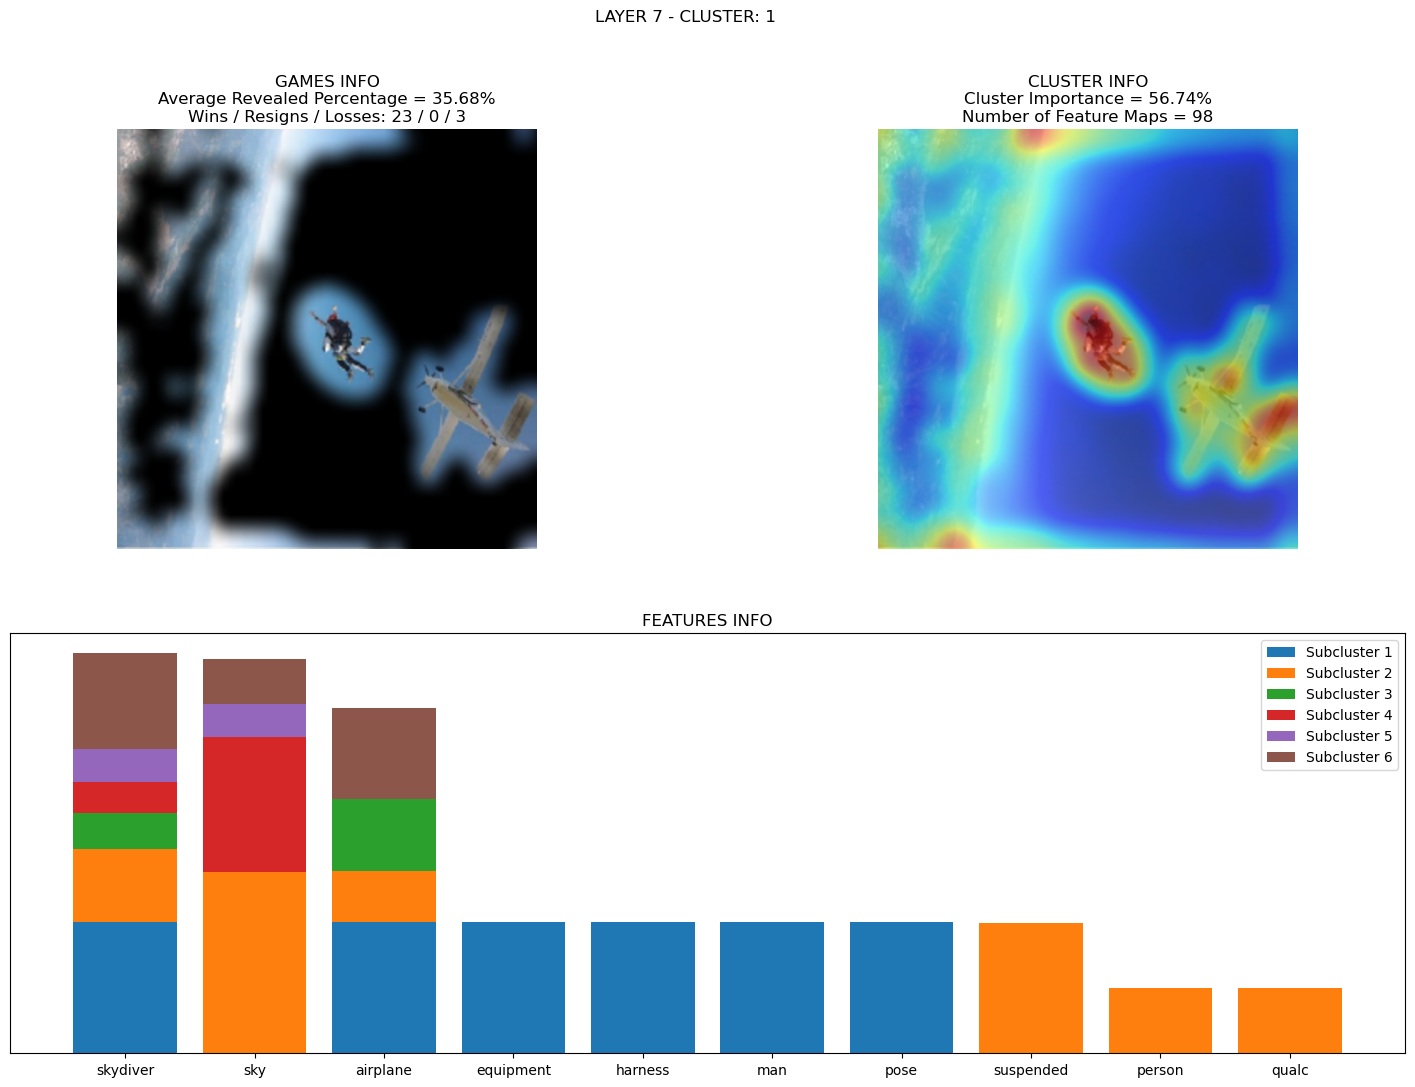 LAYER 7 - CLUSTER: 1
GAMES INFO
Average Revealed Percentage = 35.68%
Wins / Resigns / Losses: 23 / 0 / 3
CLUSTER INFO
Cluster Importance = 56.74%
Number of Feature Maps = 98
FEATURES INFO
Subcluster 1
Subcluster 2
Subcluster 3
Subcluster 4
Subcluster 5
Subcluster 6
skydiver
sky
airplane
equipment
harness
man
pose
suspended
person
qualc